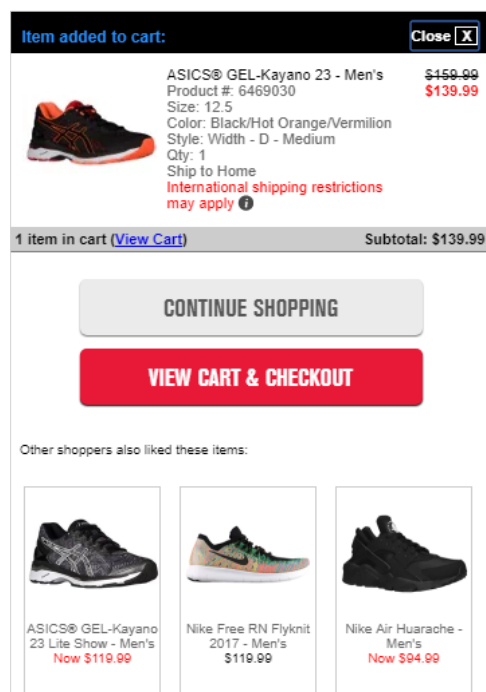 Item added to cart:
Close X
ASICS® GEL-Kayano 23 - Men's
$159.99
Product #: 6469030
$139.99
Size: 12.5
Color: Black/Hot Orange/Vermilion
Style: Width - D - Medium
Qty: 1
Ship to Home
International shipping restrictions
may apply i
1 item in cart (View Cart)
Subtotal: $139.99
CONTINUE SHOPPING
VIEW CART & CHECKOUT
Other shoppers also liked these items:
ASICS® GEL-Kayano
23 Lite Show - Men's
Now $119.99
Nike Free RN Flyknit
2017 - Men's
$119.99
Nike Air Huarache -
Men's
Now $94.99